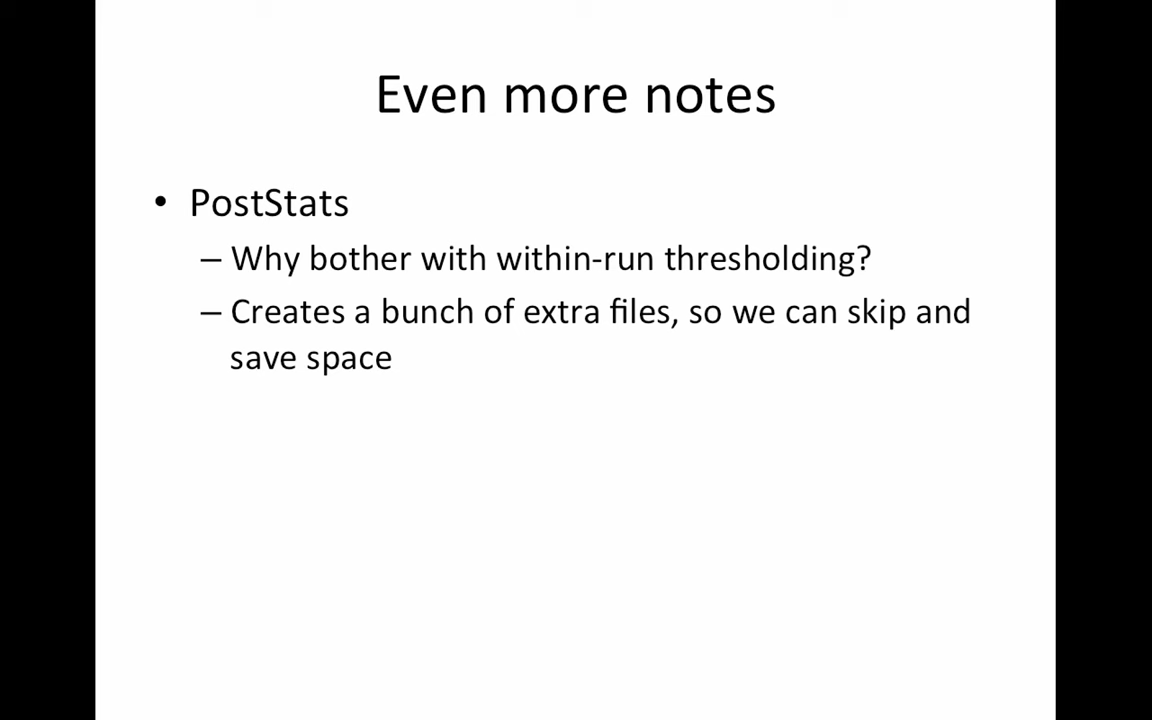 Even more notes
• PostStats
– Why bother with within-run thresholding?
– Creates a bunch of extra files, so we can skip and
save space